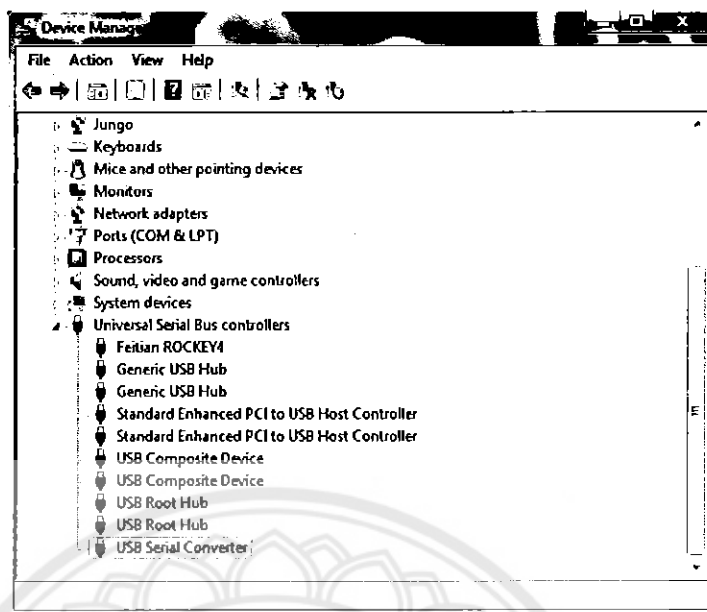 Device Manage
File Action View Help
Jungo
Keyboards
Mice and other pointing devices
Monitors
Network adapters
Ports (COM & LPT)
Processors
Sound, video and game controllers
System devices
Universal Serial Bus controllers
Feitian ROCKEY4
Generic USB Hub
Generic USB Hub
Standard Enhanced PCI to USB Host Controller
Standard Enhanced PCI to USB Host Controller
USB Composite Device
USB Composite Device
USB Root Hub
USB Root Hub
USB Serial Converter